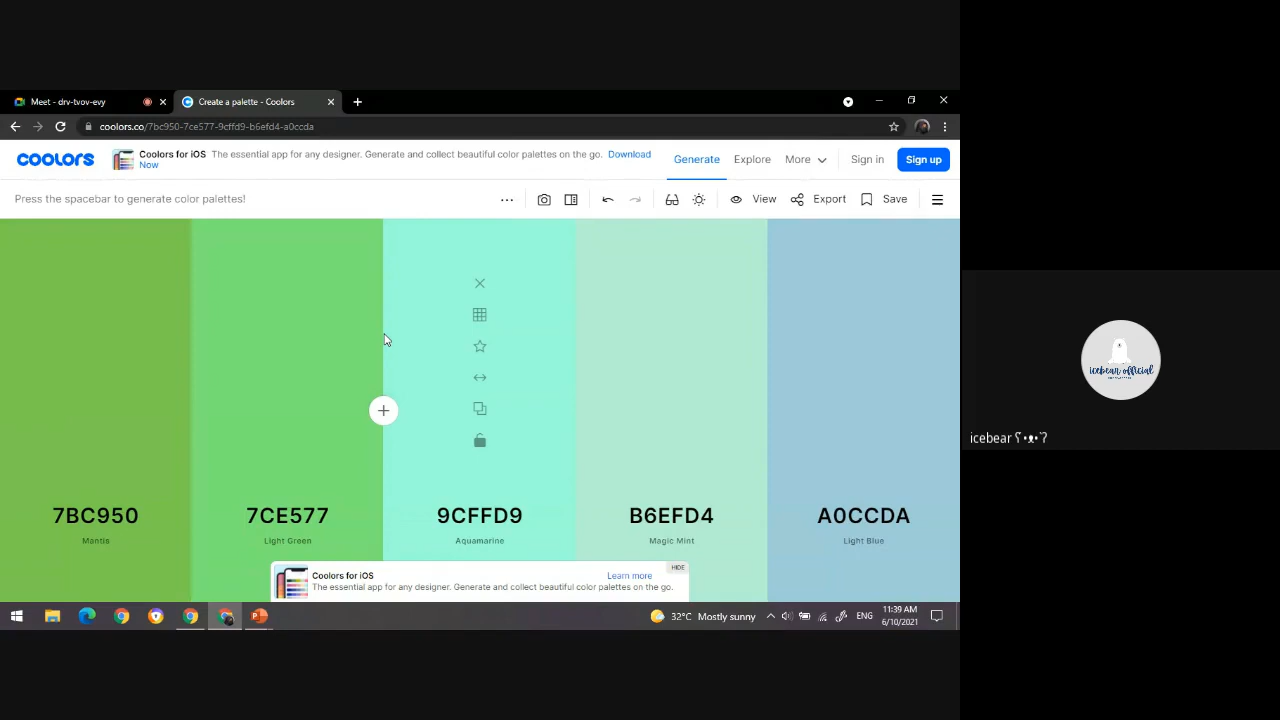 Meet - drv-tvov-evy
Create a palette - Coolors
coolors.co/7bc950-7ce577-9cffd9-b6efd4-a0ccda
coolors
Coolors for iOS The essential app for any designer. Generate and collect beautiful color palettes on the go. Download
Now
Generate
Explore
More
Sign in
Sign up
Press the spacebar to generate color palettes!
View
Export
Save
7BC950
Mantis
7CE577
Light Green
9CFFD9
Aquamarine
B6EFD4
Magic Mint
A0CCDA
Light Blue
Coolors for iOS
Learn more
HIDE
The essential app for any designer. Generate and collect beautiful color palettes on the go.
32°C Mostly sunny
ENG
11:39 AM
6/10/2021
icebear official
icebear ʕ•ᴥ•ʔ